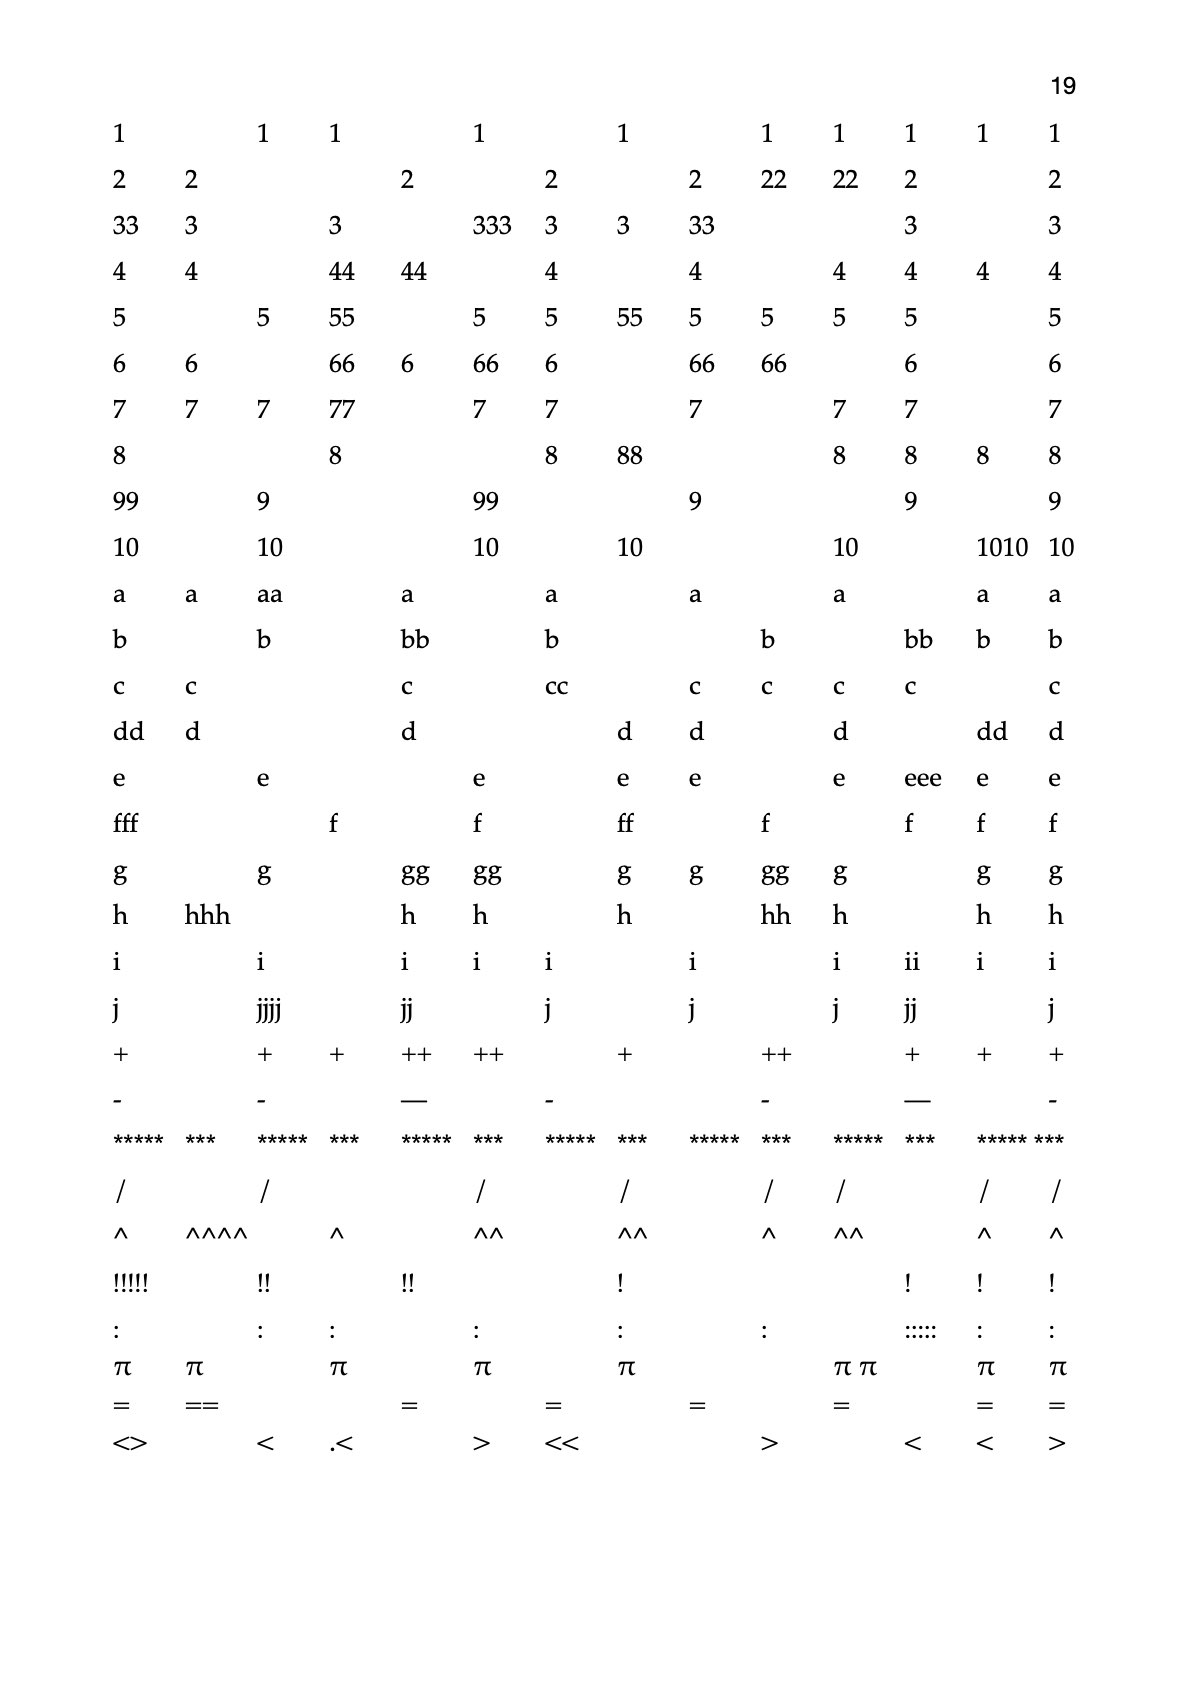 19
1 1 1 1 1 1 1 1 1 1
2 2 2 2 2 22 22 2 2
33 3 3 333 3 3 33 3 3
4 4 44 44 4 4 4 4 4 4
5 5 55 5 5 55 5 5 5 5 5
6 6 66 6 66 6 66 66 6 6
7 7 7 77 7 7 7 7 7 7
8 8 8 88 8 8 8 8
99 9 99 9 9 9
10 10 10 10 10 1010 10
a a aa a a a a a a
b b bb b b bb b b
c c c cc c c c c c
dd d d d d d dd d
e e e e e e eee e e
fff f f ff f f f f
g g gg gg g g gg g g g
h hhh h h h hh h h h
i i i i i i i ii i i
j jjjj jj j j j jj j
+ + + ++ ++ + ++ + + +
- - — - - — -
***** *** ***** *** ***** *** ***** *** ***** *** ***** *** ***** ***
/ / / / / / / /
^ ^^^^ ^ ^^ ^^ ^ ^^ ^ ^
!!!!! !! !! ! ! ! !
: : : : : : ::::: : :
π π π π π π π π π
= == = = = = = =
<> < .< > << > < < >